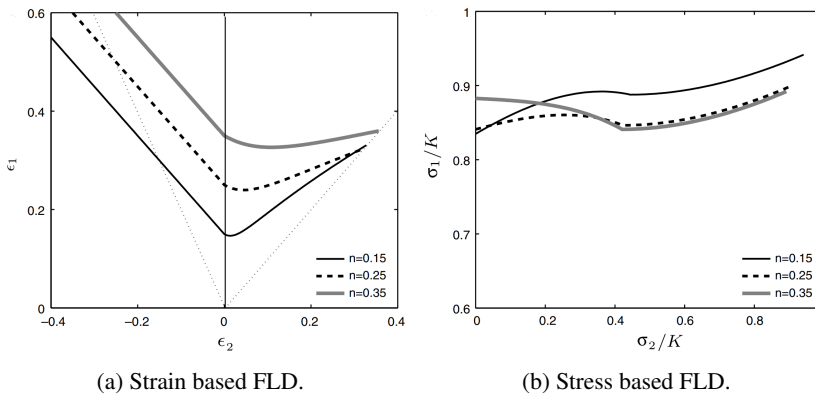 0.6
0.4
0.2
0
ϵ₁
−0.4
−0.2
0
0.2
0.4
ϵ₂
n=0.15
n=0.25
n=0.35
(a) Strain based FLD.
1
0.9
0.8
0.7
0.6
σ₁/K
0
0.2
0.4
0.6
0.8
σ₂/K
n=0.15
n=0.25
n=0.35
(b) Stress based FLD.